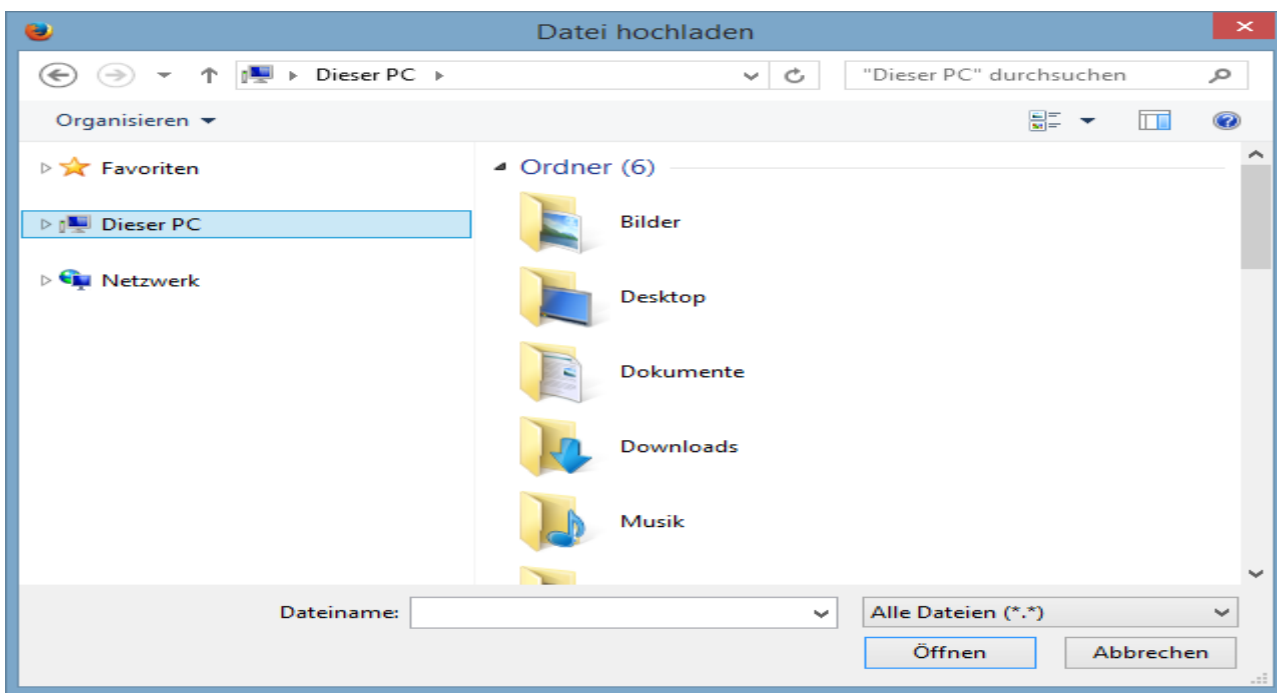 Datei hochladen
Dieser PC
"Dieser PC" durchsuchen
Organisieren
Favoriten
Dieser PC
Netzwerk
Ordner (6)
Bilder
Desktop
Dokumente
Downloads
Musik
Dateiname:
Alle Dateien (*.*)
Öffnen
Abbrechen